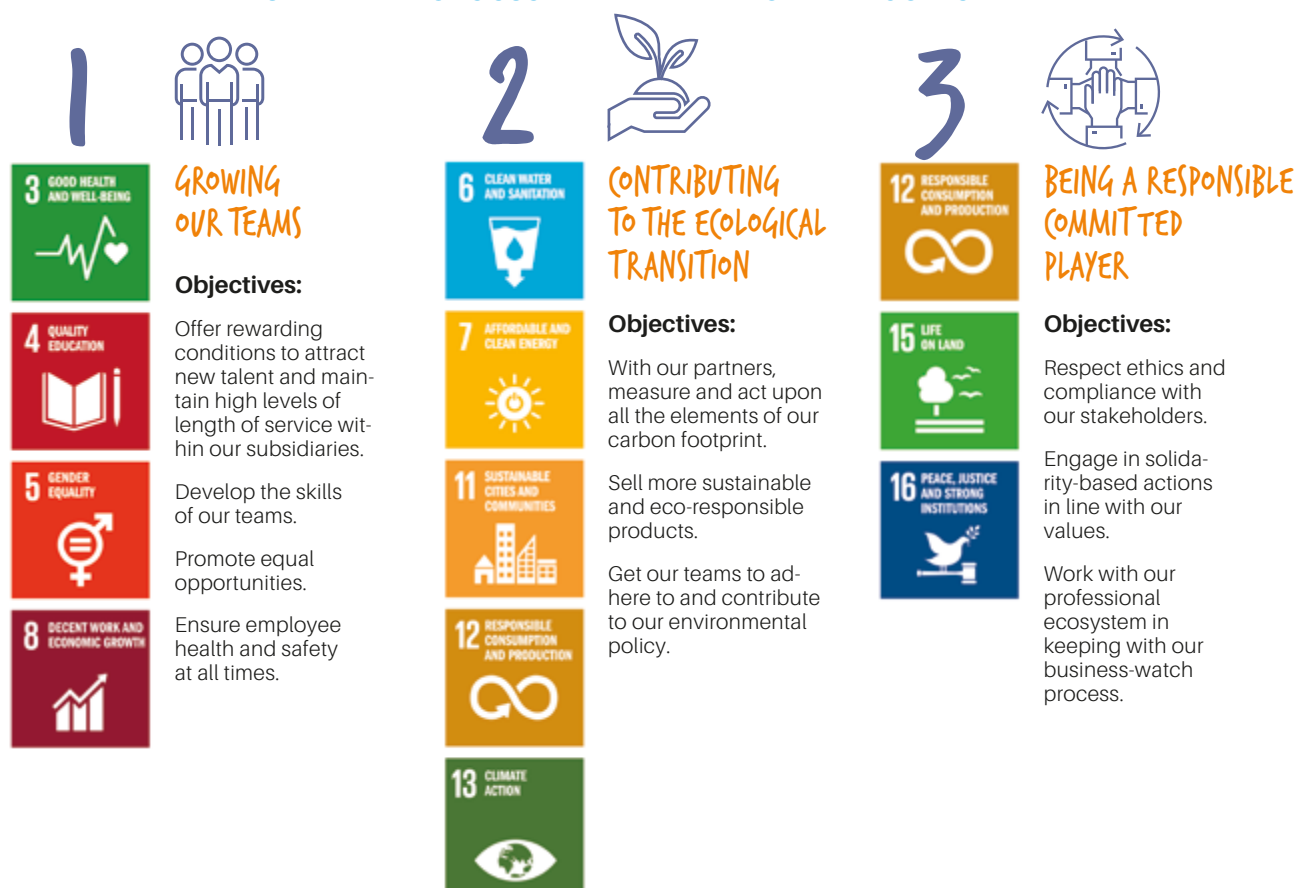 1
3 GOOD HEALTH
AND WELL-BEING
4 QUALITY
EDUCATION
5 GENDER
EQUALITY
8 DECENT WORK AND
ECONOMIC GROWTH
GROWING
OUR TEAMS
Objectives:
Offer rewarding
conditions to attract
new talent and main-
tain high levels of
length of service wit-
hin our subsidiaries.
Develop the skills
of our teams.
Promote equal
opportunities.
Ensure employee
health and safety
at all times.
2
6 CLEAN WATER
AND SANITATION
7 AFFORDABLE AND
CLEAN ENERGY
11 SUSTAINABLE
CITIES AND
COMMUNITIES
12 RESPONSIBLE
CONSUMPTION
AND PRODUCTION
13 CLIMATE
ACTION
CONTRIBUTING
TO THE ECOLOGICAL
TRANSITION
Objectives:
With our partners,
measure and act upon
all the elements of our
carbon footprint.
Sell more sustainable
and eco-responsible
products.
Get our teams to ad-
here to and contribute
to our environmental
policy.
3
12 RESPONSIBLE
CONSUMPTION
AND PRODUCTION
15 LIFE
ON LAND
16 PEACE, JUSTICE
AND STRONG
INSTITUTIONS
BEING A RESPONSIBLE
COMMITTED
PLAYER
Objectives:
Respect ethics and
compliance with
our stakeholders.
Engage in solida-
rity-based actions
in line with our
values.
Work with our
professional
ecosystem in
keeping with our
business-watch
process.